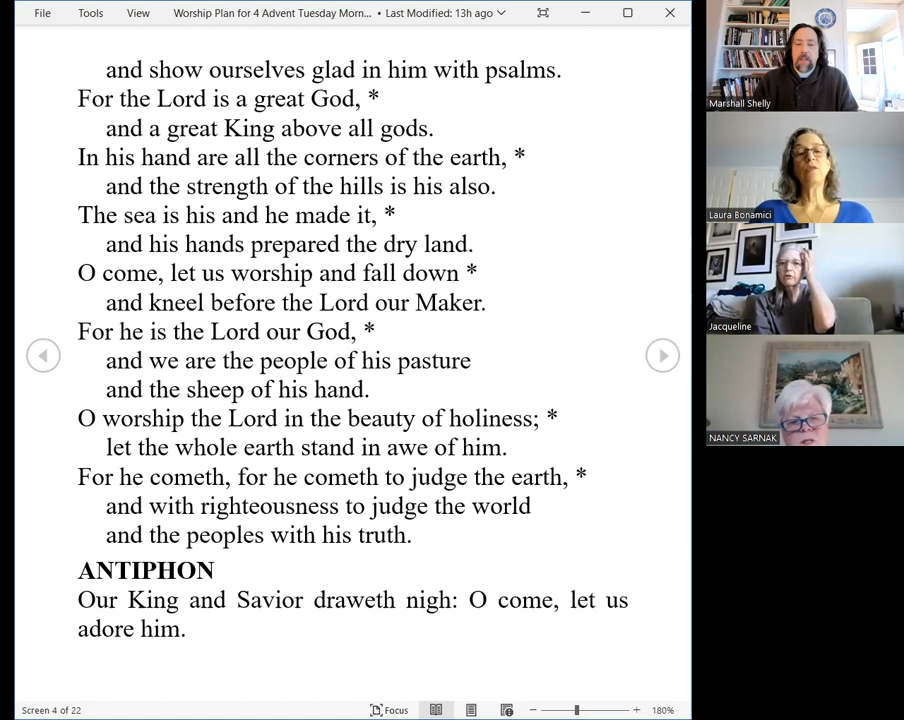 File Tools View Worship Plan for 4 Advent Tuesday Morn... • Last Modified: 13h ago
and show ourselves glad in him with psalms.
For the Lord is a great God, *
and a great King above all gods.
In his hand are all the corners of the earth, *
and the strength of the hills is his also.
The sea is his and he made it, *
and his hands prepared the dry land.
O come, let us worship and fall down *
and kneel before the Lord our Maker.
For he is the Lord our God, *
and we are the people of his pasture
and the sheep of his hand.
O worship the Lord in the beauty of holiness; *
let the whole earth stand in awe of him.
For he cometh, for he cometh to judge the earth, *
and with righteousness to judge the world
and the peoples with his truth.
ANTIPHON
Our King and Savior draweth nigh: O come, let us
adore him.
Screen 4 of 22 Focus 180%
Marshall Shelly
Laura Bonamici
Jacqueline
NANCY SARNAK